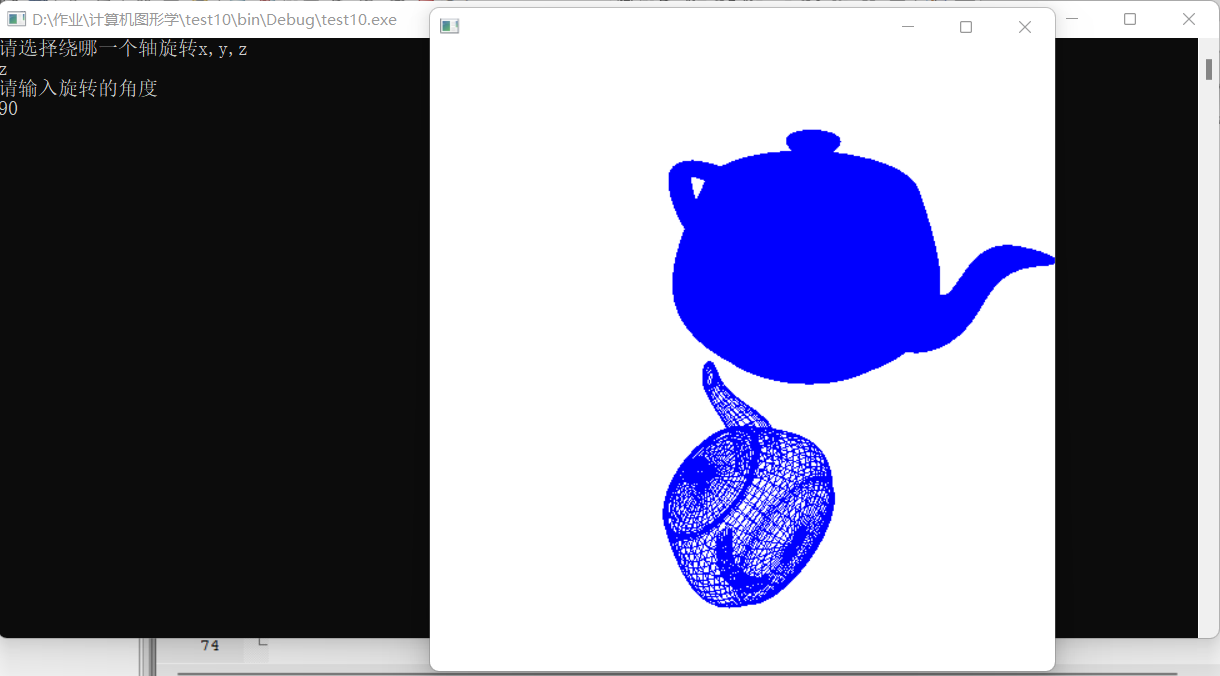 D:\作业\计算机图形学\test10\bin\Debug\test10.exe
请选择绕哪一个轴旋转x,y,z
z
请输入旋转的角度
90
74